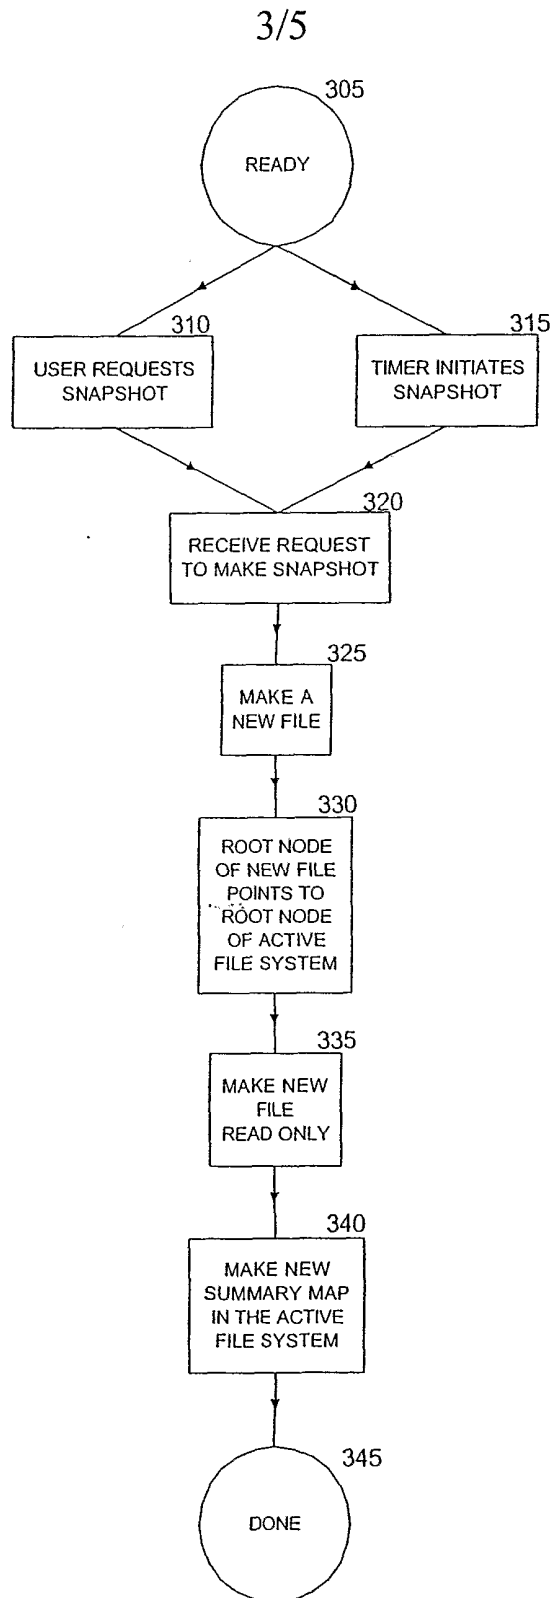 3/5
305
READY
310
USER REQUESTS
SNAPSHOT
315
TIMER INITIATES
SNAPSHOT
320
RECEIVE REQUEST
TO MAKE SNAPSHOT
325
MAKE A
NEW FILE
330
ROOT NODE
OF NEW FILE
POINTS TO
ROOT NODE
OF ACTIVE
FILE SYSTEM
335
MAKE NEW
FILE
READ ONLY
340
MAKE NEW
SUMMARY MAP
IN THE ACTIVE
FILE SYSTEM
345
DONE